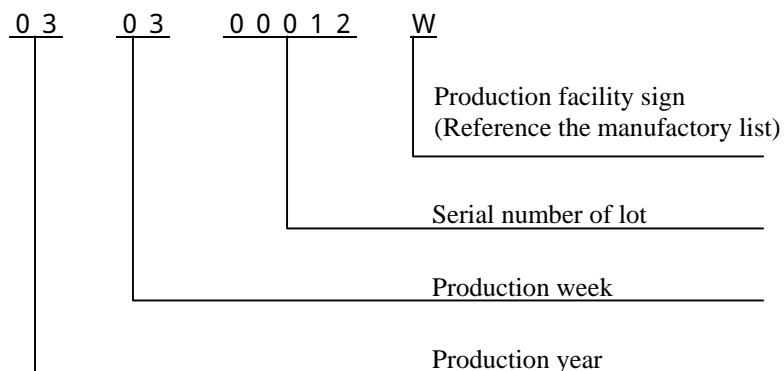 0 3 0 3 0 0 0 1 2 W
Production facility sign
(Reference the manufactory list)
Serial number of lot
Production week
Production year